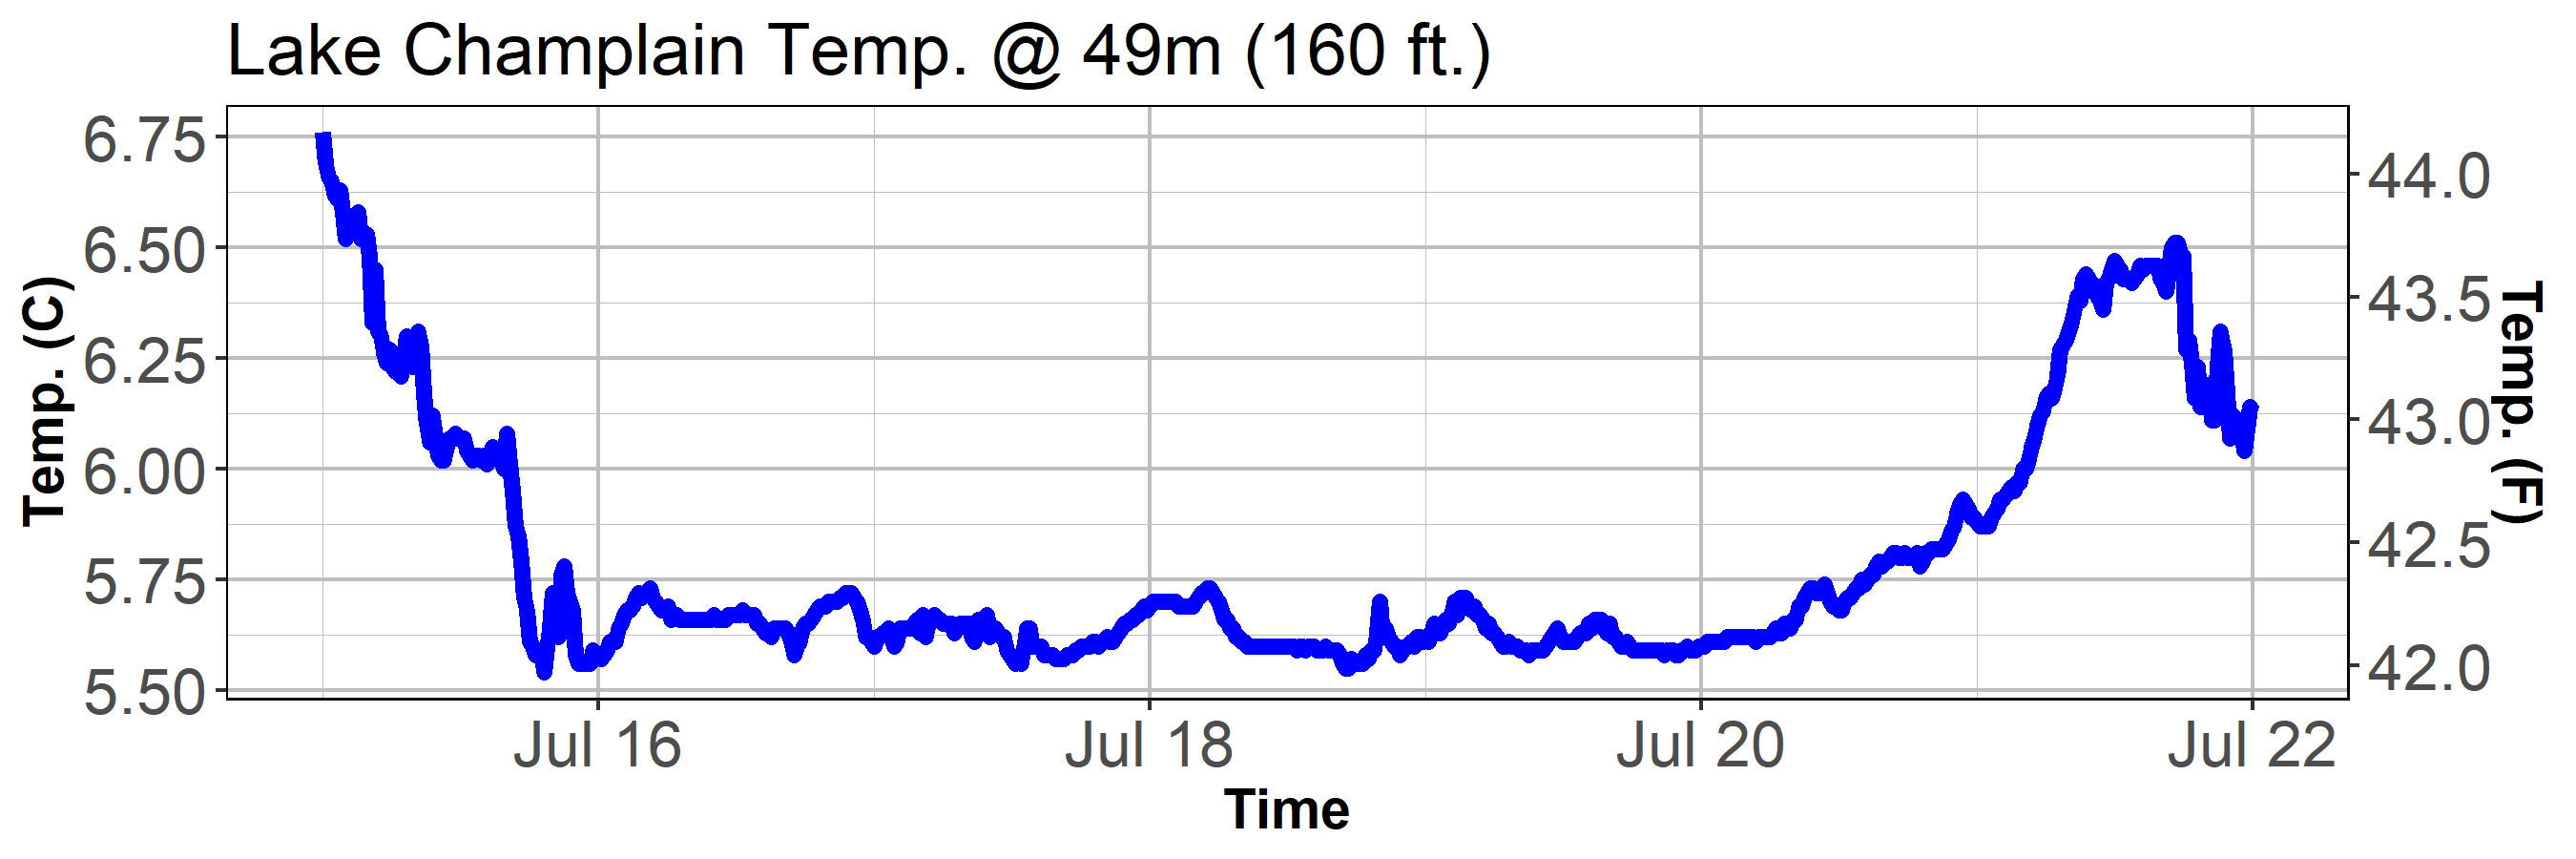 Lake Champlain Temp. @ 49m (160 ft.)
6.75
6.50
6.25
6.00
5.75
5.50
Temp. (C)
44.0
43.5
43.0
42.5
42.0
Temp. (F)
Jul 16 Jul 18 Jul 20 Jul 22
Time